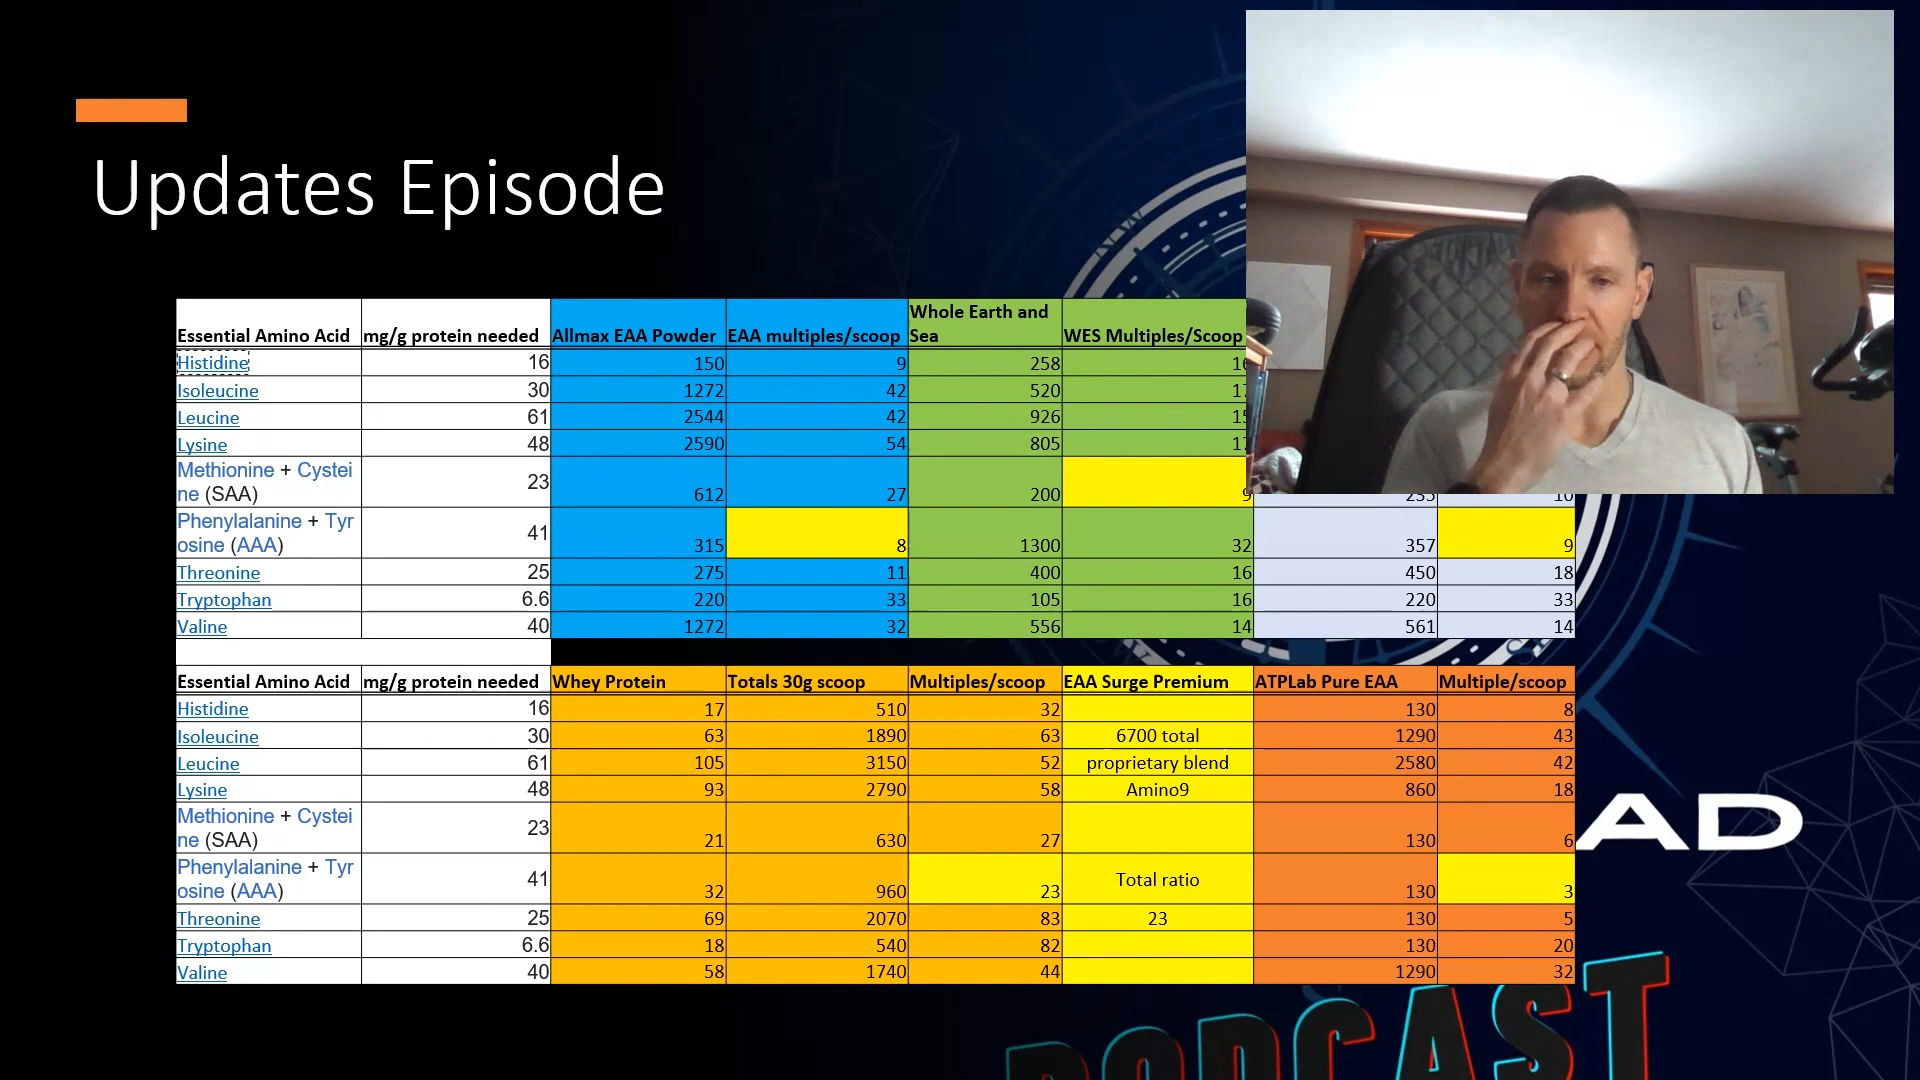 Updates Episode
Essential Amino Acid mg/g protein needed Allmax EAA Powder EAA multiples/scoop Whole Earth and Sea WES Multiples/Scoop
Histidine 16 150 9 258
Isoleucine 30 1272 42 520
Leucine 61 2544 42 926
Lysine 48 2590 54 805
Methionine + Cystei
ne (SAA) 23 612 27 200 9
Phenylalanine + Tyr
osine (AAA) 41 315 8 1300 32 357 9
Threonine 25 275 11 400 16 450 18
Tryptophan 6.6 220 33 105 16 220 33
Valine 40 1272 32 556 14 561 14
Essential Amino Acid mg/g protein needed Whey Protein Totals 30g scoop Multiples/scoop EAA Surge Premium ATPLab Pure EAA Multiple/scoop
Histidine 16 17 510 32 130 8
Isoleucine 30 63 1890 63 6700 total 1290 43
Leucine 61 105 3150 52 proprietary blend 2580 42
Lysine 48 93 2790 58 Amino9 860 18
Methionine + Cystei
ne (SAA) 23 21 630 27 130 6
Phenylalanine + Tyr
osine (AAA) 41 32 960 23 Total ratio 130 3
Threonine 25 69 2070 83 23 130 5
Tryptophan 6.6 18 540 82 130 20
Valine 40 58 1740 44 1290 32
AD
PODCAST